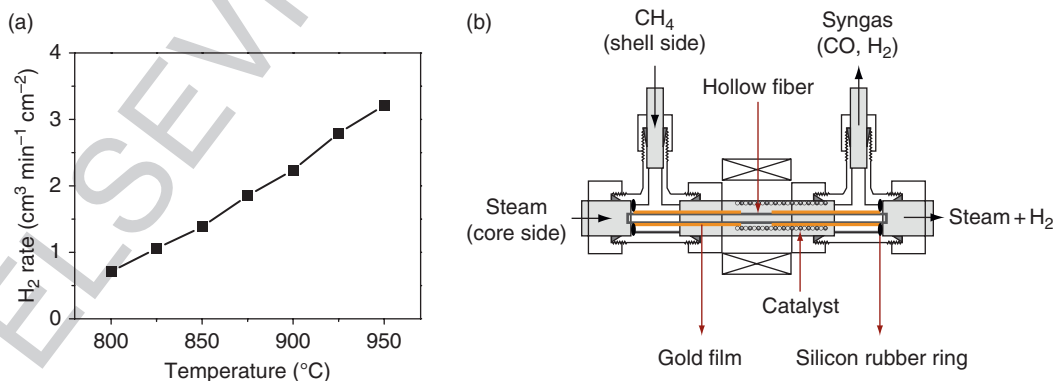 (a)
4
3
2
1
0
H₂ rate (cm³ min⁻¹ cm⁻²)
800 850 900 950
Temperature (°C)
(b)
CH₄
(shell side)
Syngas
(CO, H₂)
Hollow fiber
Steam
(core side)
Steam + H₂
Catalyst
Gold film
Silicon rubber ring
ELSEV